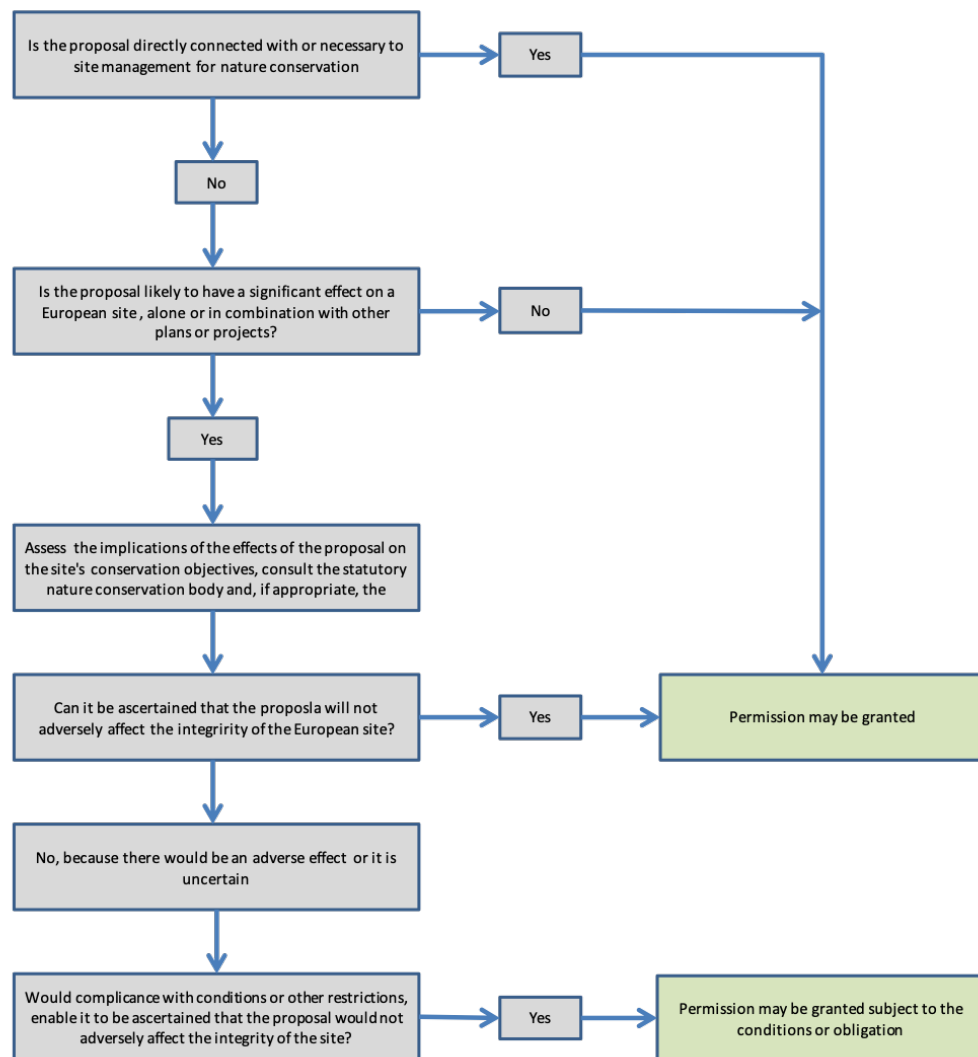 Is the proposal directly connected with or necessary to
site management for nature conservation
Yes
No
Is the proposal likely to have a significant effect on a
European site , alone or in combination with other
plans or projects?
No
Yes
Assess the implications of the effects of the proposal on
the site's conservation objectives, consult the statutory
nature conservation body and, if appropriate, the
Can it be ascertained that the proposla will not
adversely affect the integririty of the European site?
Yes
Permission may be granted
No, because there would be an adverse effect or it is
uncertain
Would complicance with conditions or other restrictions,
enable it to be ascertained that the proposal would not
adversely affect the integrity of the site?
Yes
Permission may be granted subject to the
conditions or obligation